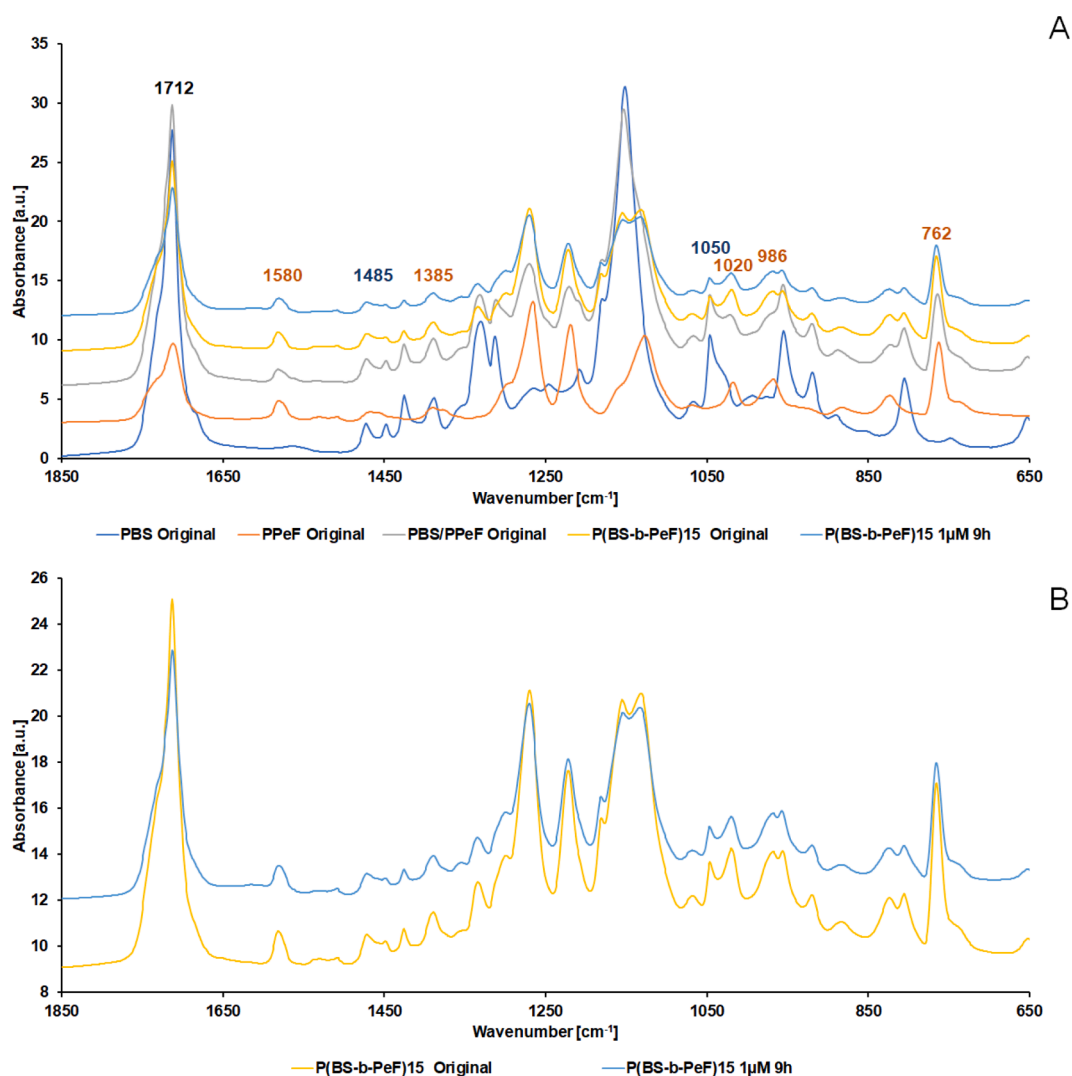 A
35
30
25
20
15
10
5
0
Absorbance [a.u.]
1712
1580
1485
1385
1050
1020
986
762
1850 1650 1450 1250 1050 850 650
Wavenumber [cm⁻¹]
PBS Original PPeF Original PBS/PPeF Original P(BS-b-PeF)15 Original P(BS-b-PeF)15 1µM 9h
B
26
24
22
20
18
16
14
12
10
8
Absorbance [a.u.]
1850 1650 1450 1250 1050 850 650
Wavenumber [cm⁻¹]
P(BS-b-PeF)15 Original P(BS-b-PeF)15 1µM 9h